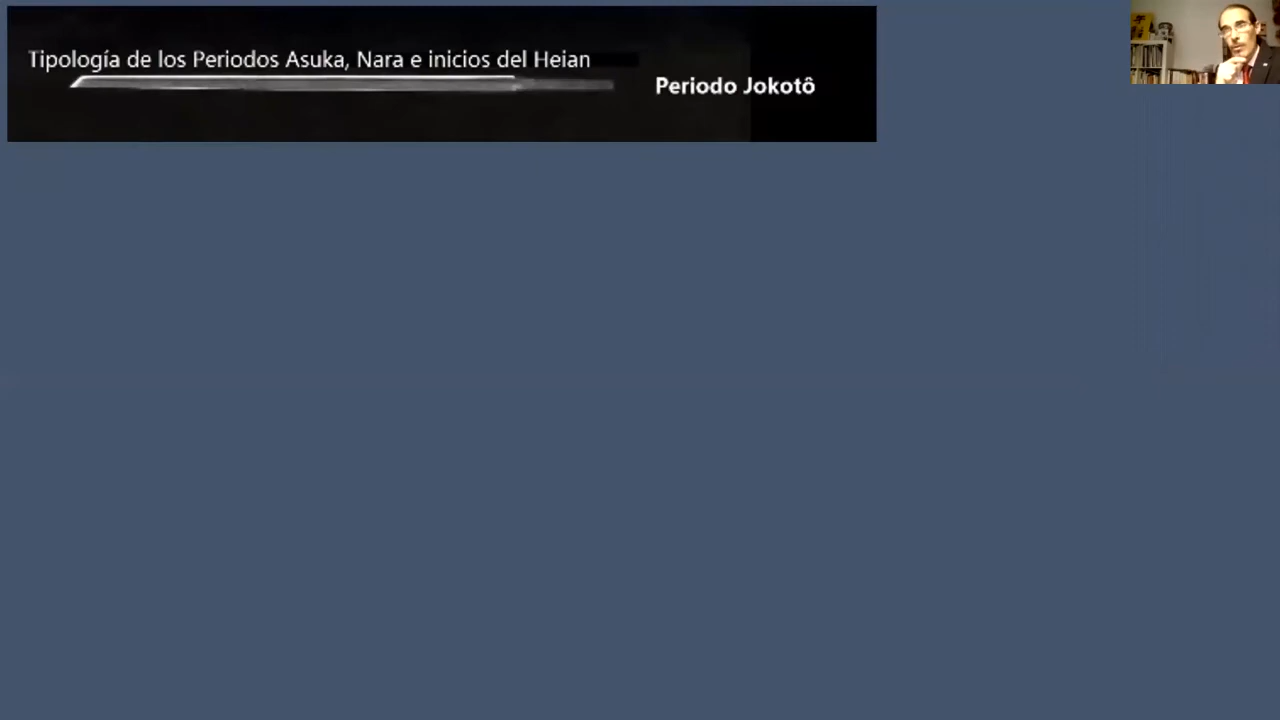 Tipología de los Periodos Asuka, Nara e inicios del Heian
Periodo Jokotô